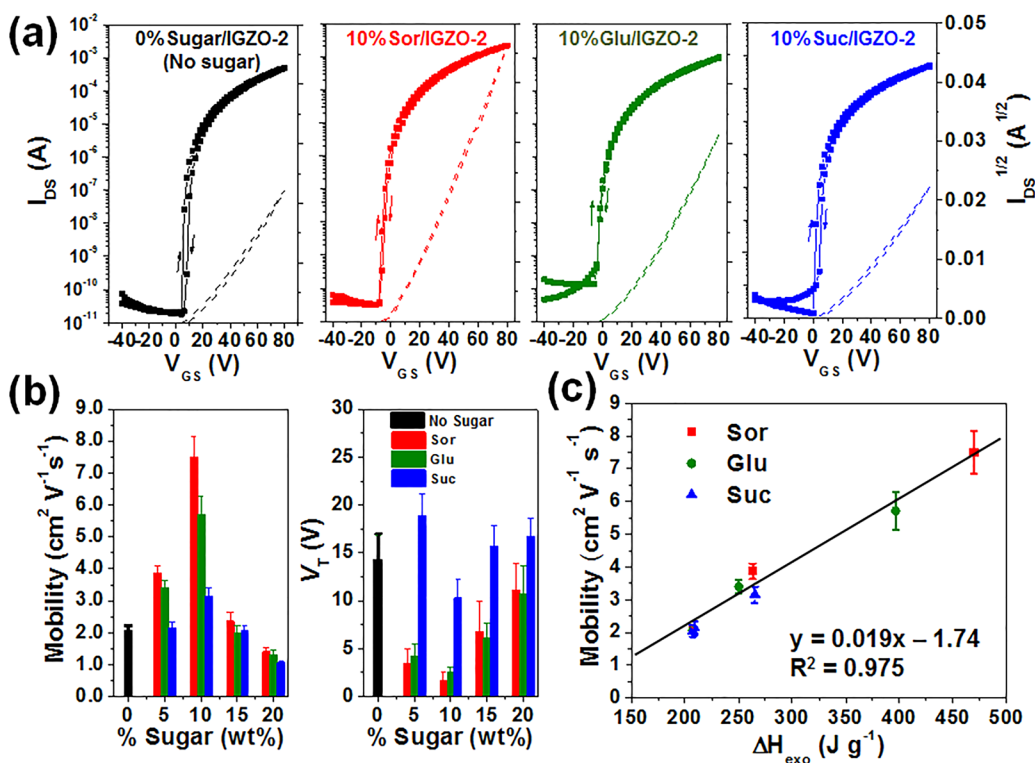 (a)
0% Sugar/IGZO-2
(No sugar)
10% Sor/IGZO-2
10% Glu/IGZO-2
10% Suc/IGZO-2
I_DS (A)
10^-2
10^-3
10^-4
10^-5
10^-6
10^-7
10^-8
10^-9
10^-10
10^-11
I_DS^1/2 (A^1/2)
0.05
0.04
0.03
0.02
0.01
0.00
-40 -20 0 20 40 60 80
-40 -20 0 20 40 60 80
-40 -20 0 20 40 60 80
-40 -20 0 20 40 60 80
V_GS (V)
V_GS (V)
V_GS (V)
V_GS (V)
(b)
Mobility (cm^2 V^-1 s^-1)
9.0
8.0
7.0
6.0
5.0
4.0
3.0
2.0
1.0
0.0
0 5 10 15 20
% Sugar (wt%)
V_T (V)
30
25
20
15
10
5
0
No Sugar
Sor
Glu
Suc
0 5 10 15 20
% Sugar (wt%)
(c)
Mobility (cm^2 V^-1 s^-1)
9
8
7
6
5
4
3
2
1
0
Sor
Glu
Suc
y = 0.019x – 1.74
R^2 = 0.975
150 200 250 300 350 400 450 500
ΔH_exo (J g^-1)